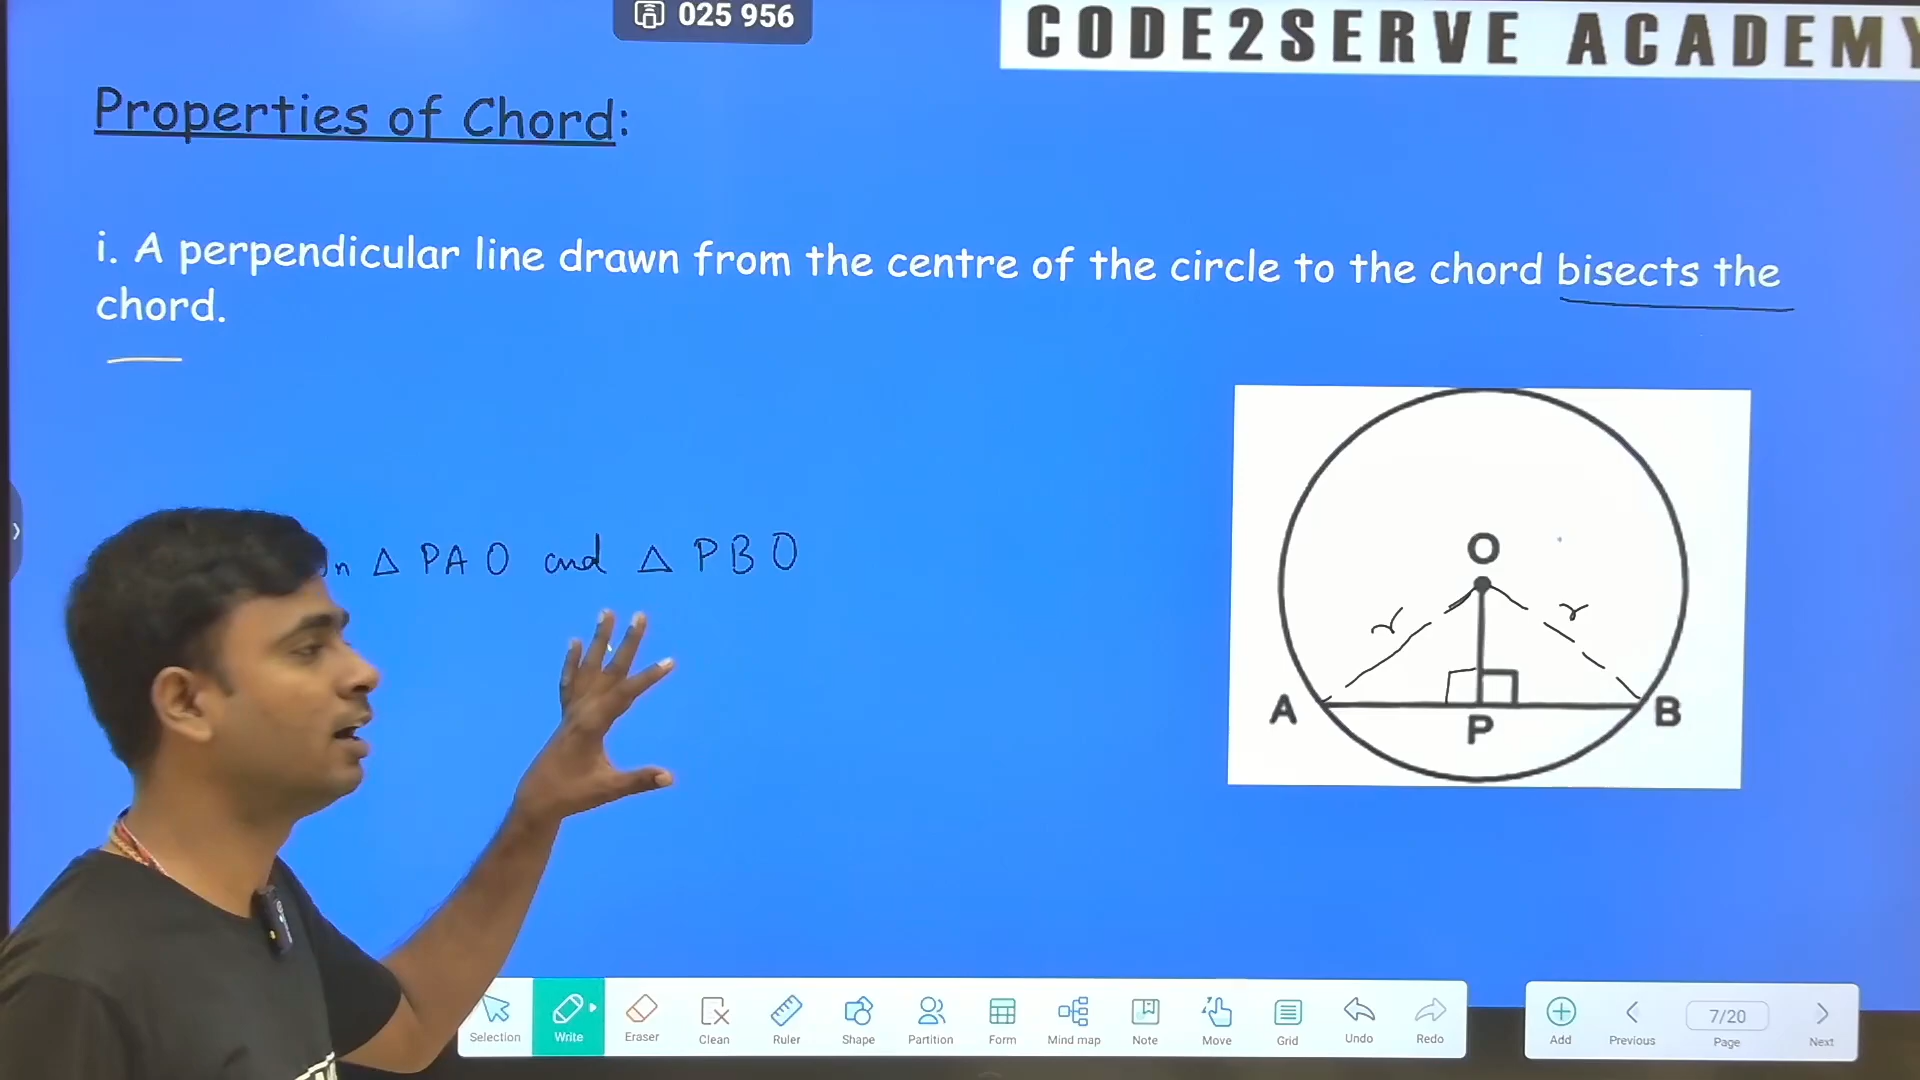 025 956
CODE2SERVE ACADEMY
Properties of Chord:
i. A perpendicular line drawn from the centre of the circle to the chord bisects the
chord.
In △ PAO and △ PBO
O
r r
A B
P
Selection Write Eraser Clean Ruler Shape Partition Form Mind map Note Move Grid Undo Redo
Add Previous 7/20 Page Next